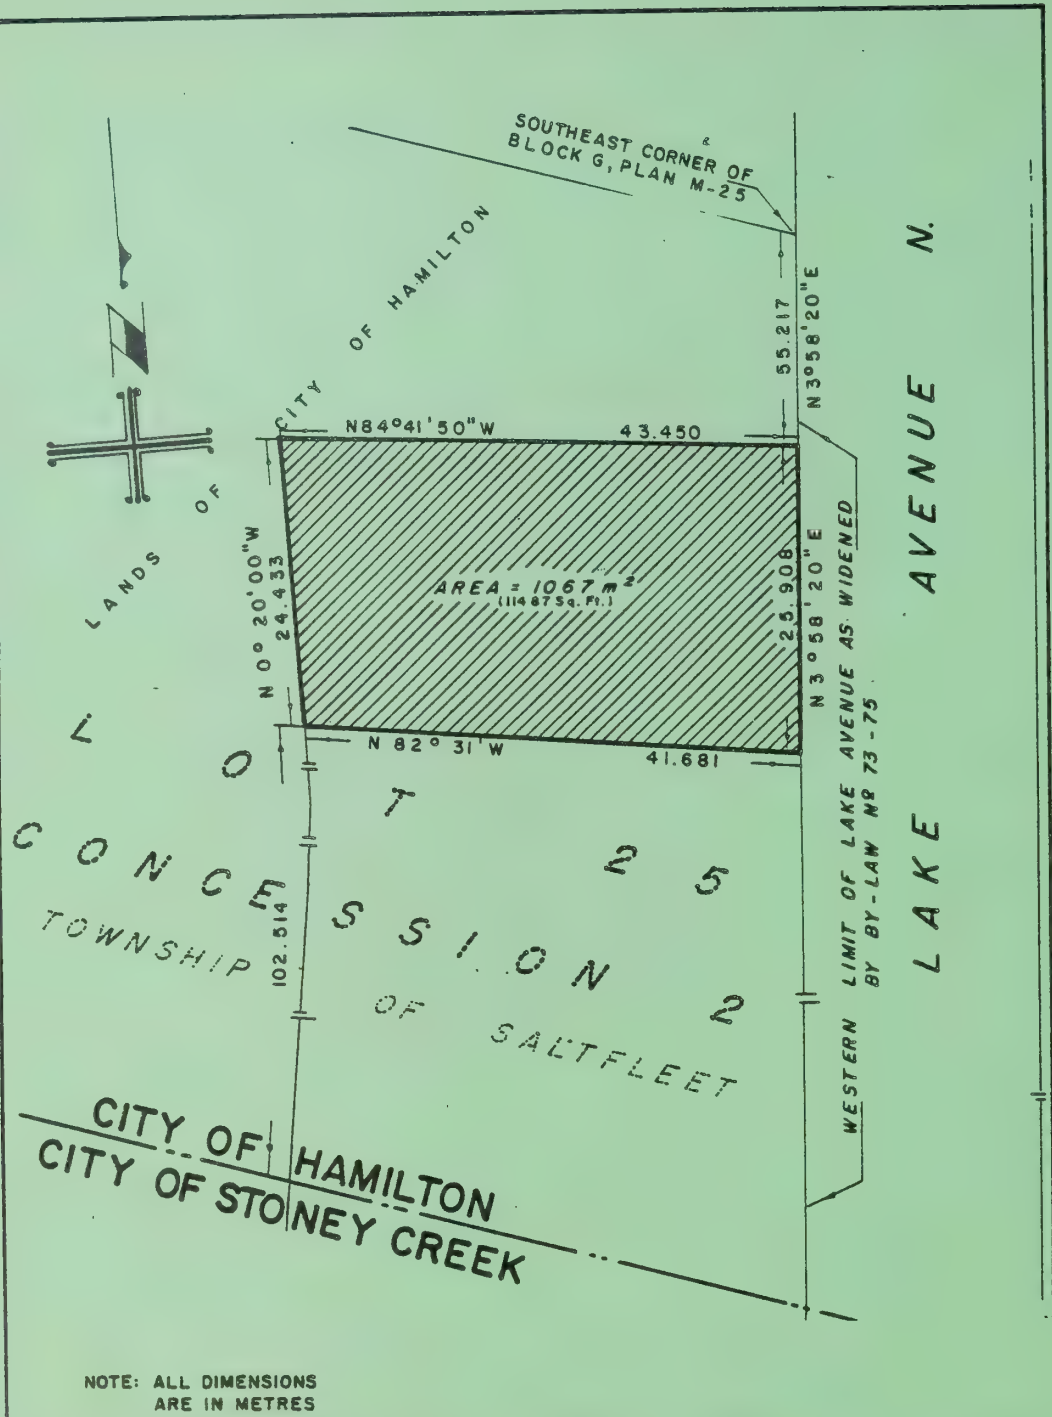 SOUTHEAST CORNER OF
BLOCK G, PLAN M-25
LANDS OF CITY OF HAMILTON
55.217
N 3°58'20"E
N84°41'50"W 43.450
N 0° 20' 00"W
24.433
AREA = 1067 m²
(11487 Sq. Ft.)
25.908
N 3°58'20"E
N 82° 31' W 41.681
LAKE AVENUE N.
WESTERN LIMIT OF LAKE AVENUE AS WIDENED
BY BY-LAW Nº 73-75
LOT 25
CONCESSION 2
TOWNSHIP OF SALTFLEET
102.514
CITY OF HAMILTON
CITY OF STONEY CREEK
NOTE: ALL DIMENSIONS
ARE IN METRES